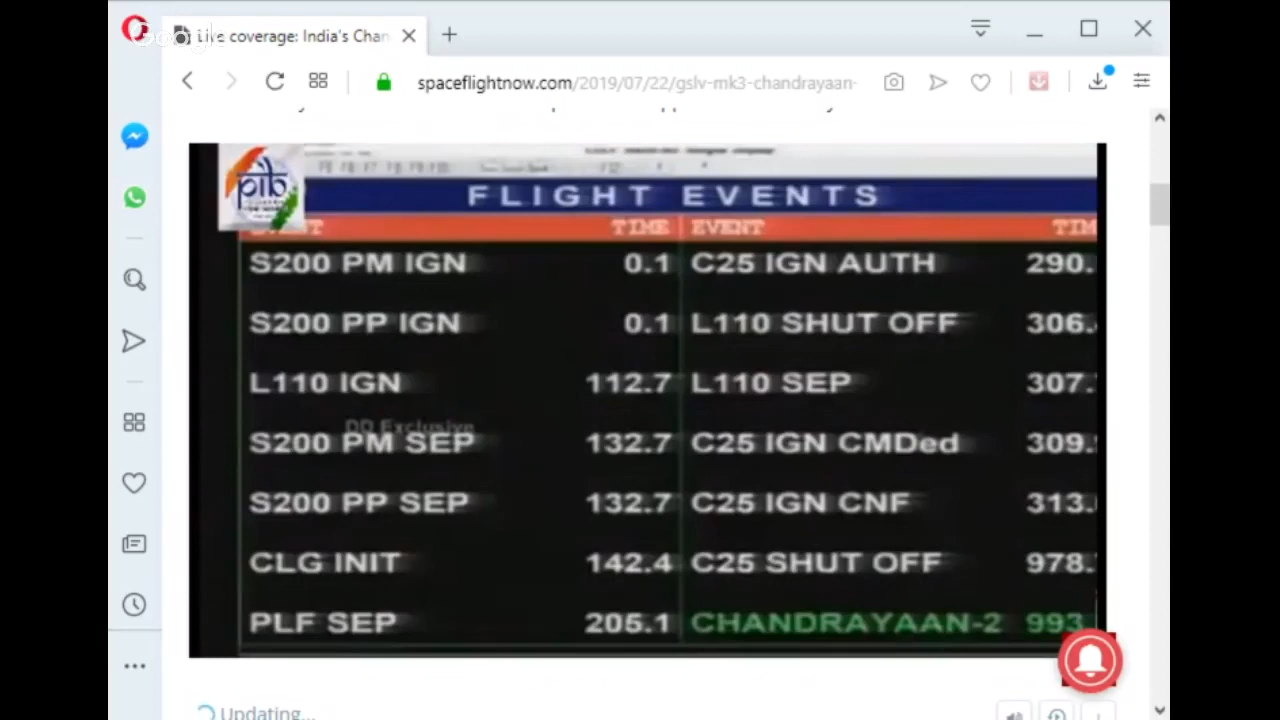 Google
Live coverage: India's Chan
spaceflightnow.com/2019/07/22/gslv-mk3-chandrayaan-
pib
FLIGHT EVENTS
TIME EVENT TIM
S200 PM IGN 0.1 C25 IGN AUTH 290.
S200 PP IGN 0.1 L110 SHUT OFF 306.
L110 IGN 112.7 L110 SEP 307.
DD Exclusive
S200 PM SEP 132.7 C25 IGN CMDed 309.
S200 PP SEP 132.7 C25 IGN CNF 313.
CLG INIT 142.4 C25 SHUT OFF 978.
PLF SEP 205.1 CHANDRAYAAN-2 993
Updating...